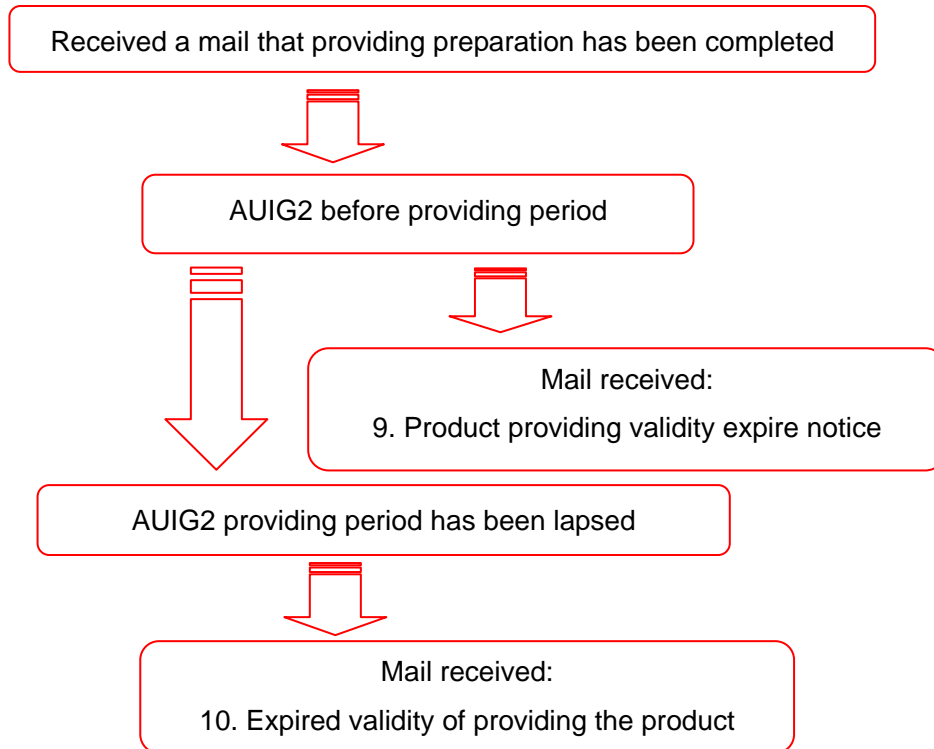 Received a mail that providing preparation has been completed
AUIG2 before providing period
Mail received:
9. Product providing validity expire notice
AUIG2 providing period has been lapsed
Mail received:
10. Expired validity of providing the product